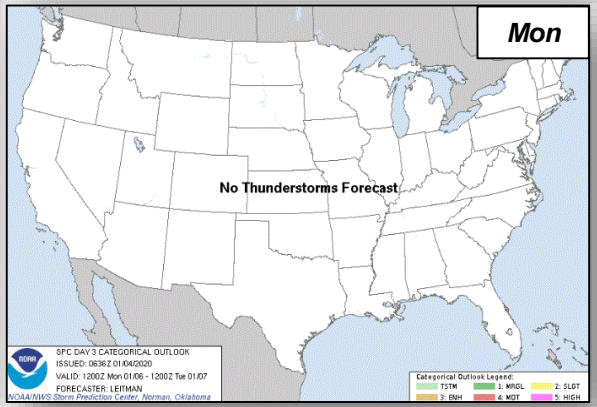 Mon
No Thunderstorms Forecast
NOAA
SPC DAY 3 CATEGORICAL OUTLOOK
ISSUED: 0636Z 01/04/2020
VALID: 1200Z Mon 01/06 - 1200Z Tue 01/07
FORECASTER: LEITMAN
NOAA/NWS Storm Prediction Center, Norman, Oklahoma
Categorical Outlook Legend:
TSTM 1: MRGL 2: SLGT
3: ENH 4: MDT 5: HIGH